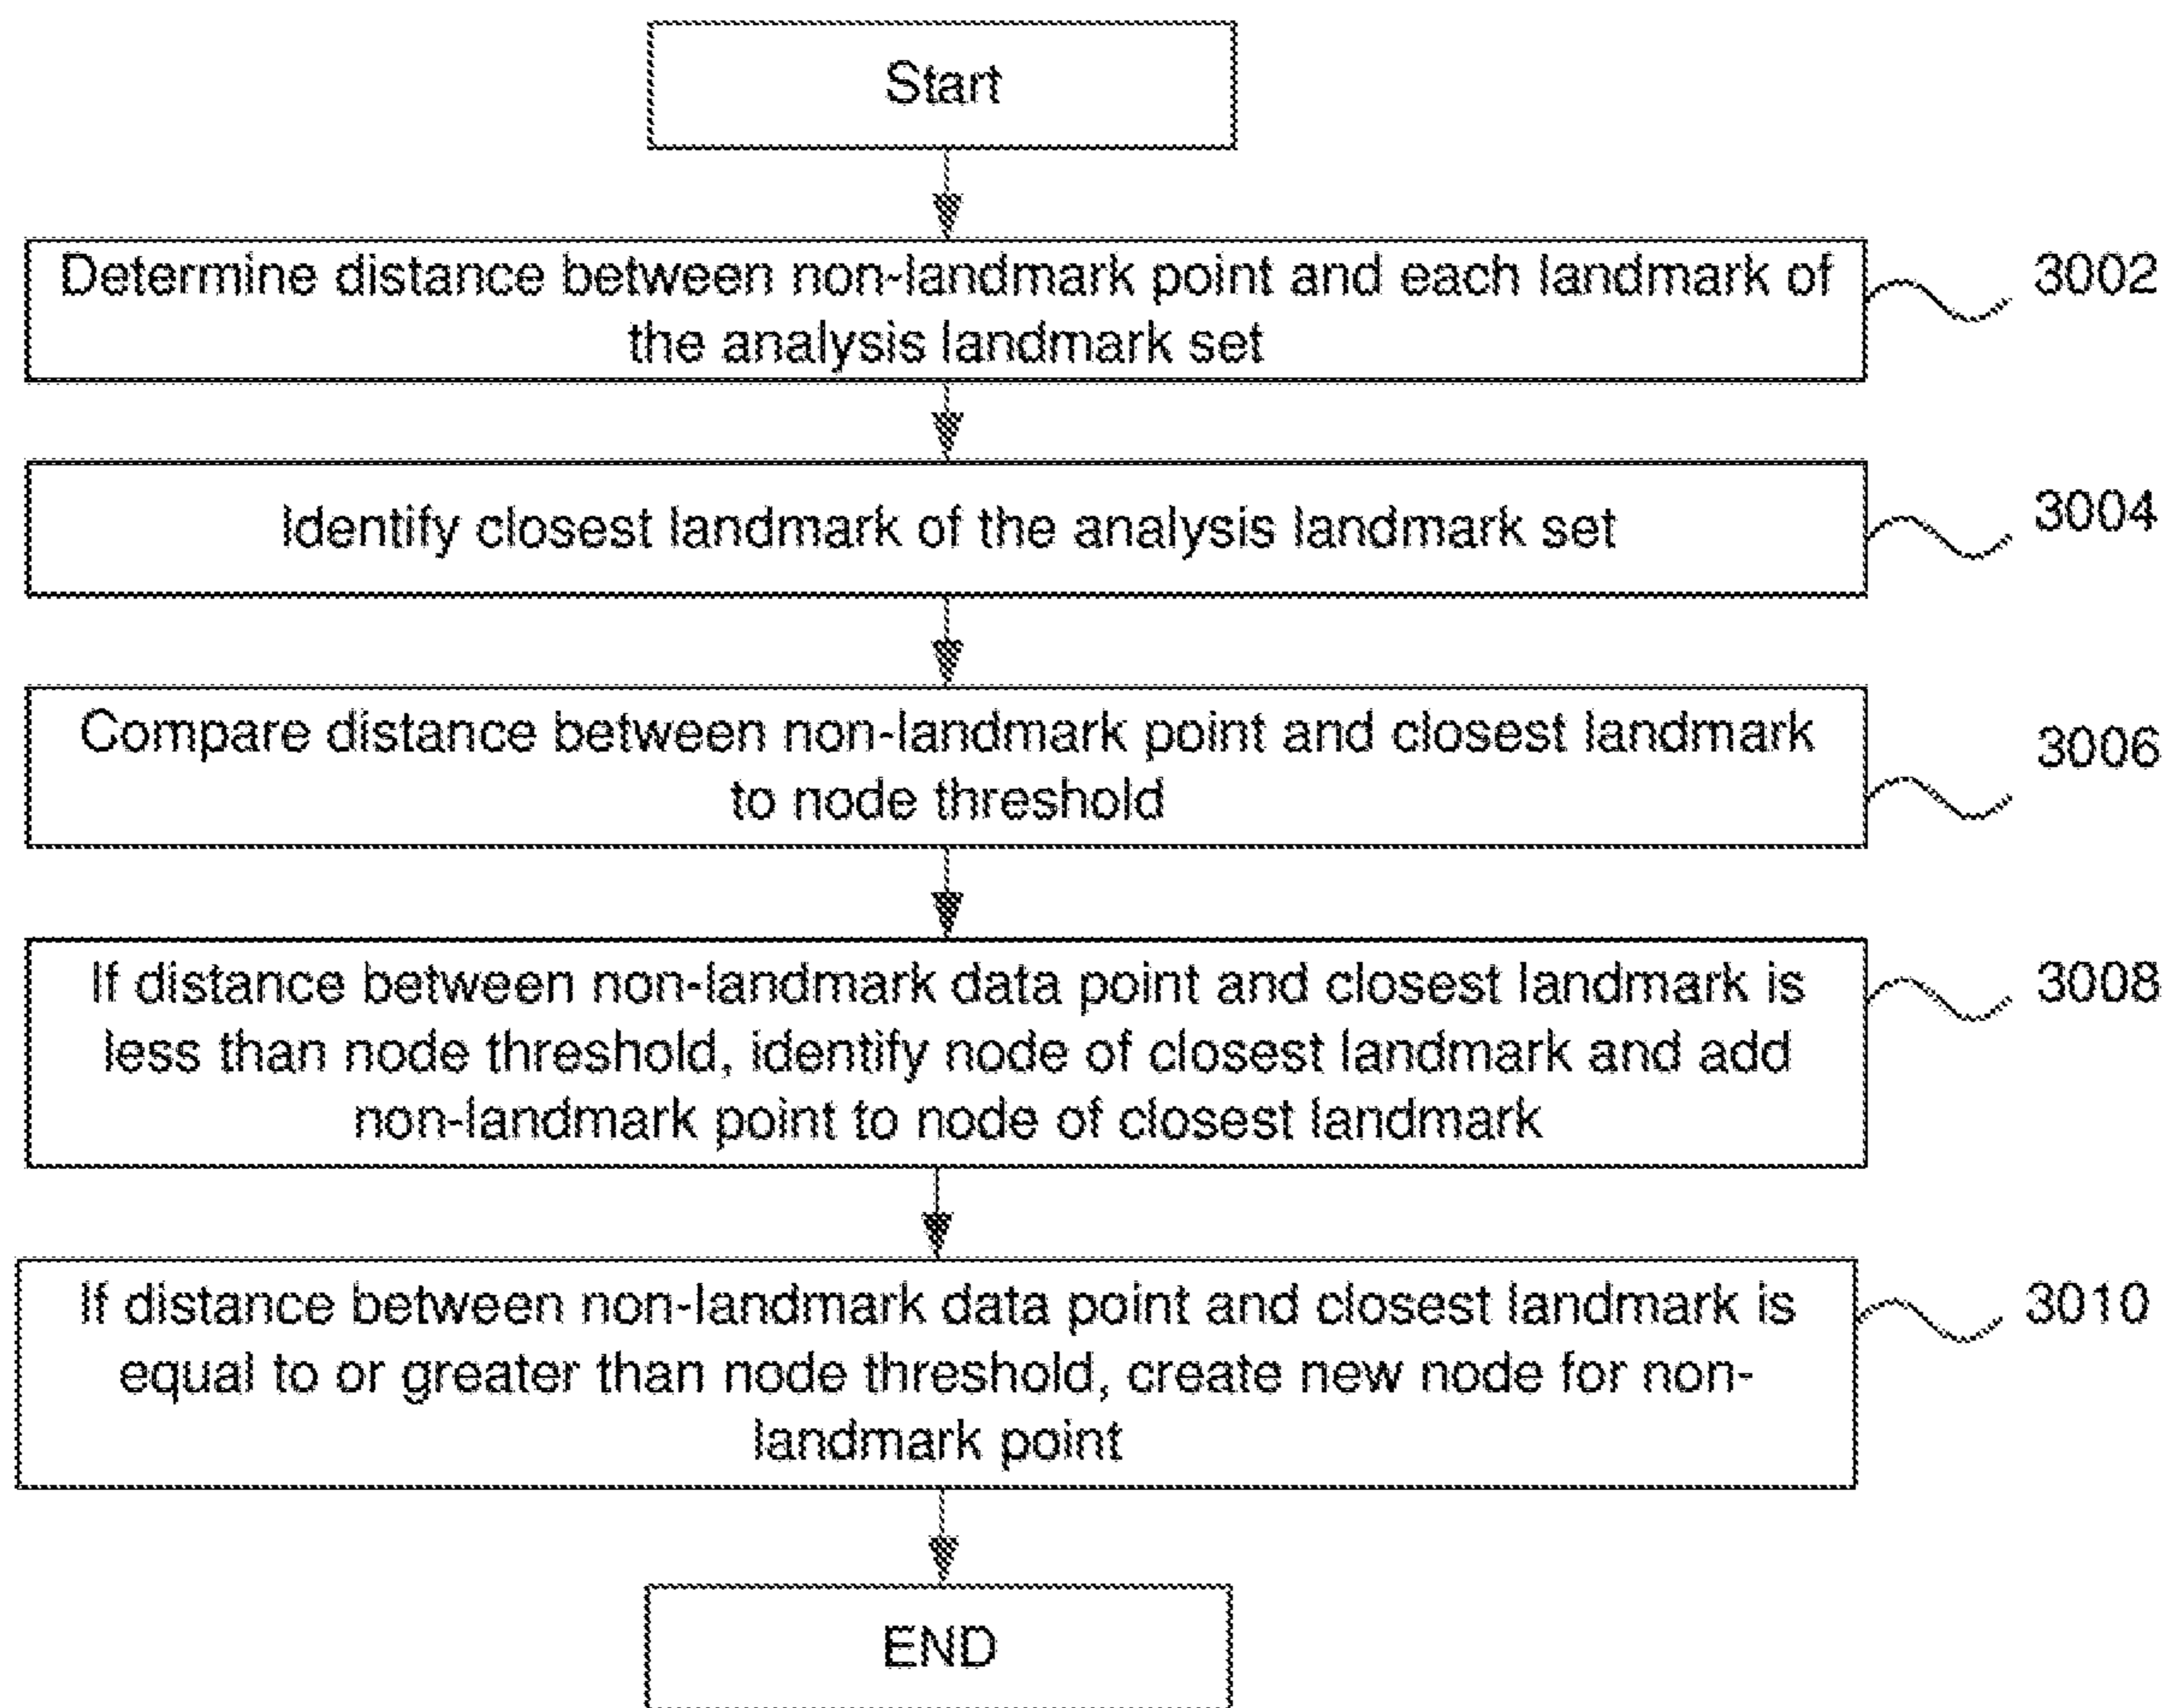 Start
Determine distance between non-landmark point and each landmark of
the analysis landmark set
3002
Identify closest landmark of the analysis landmark set
3004
Compare distance between non-landmark point and closest landmark
to node threshold
3006
If distance between non-landmark data point and closest landmark is
less than node threshold, identify node of closest landmark and add
non-landmark point to node of closest landmark
3008
If distance between non-landmark data point and closest landmark is
equal to or greater than node threshold, create new node for non-
landmark point
3010
END